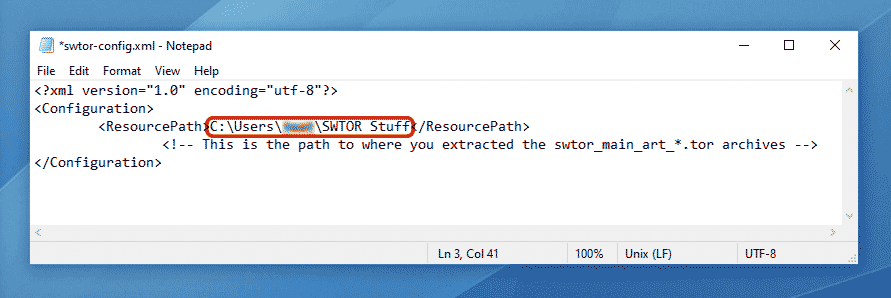 *swtor-config.xml - Notepad
File Edit Format View Help
<?xml version="1.0" encoding="utf-8"?>
<Configuration>
<ResourcePath>C:\Users\ \SWTOR Stuff</ResourcePath>
<!-- This is the path to where you extracted the swtor_main_art_*.tor archives -->
</Configuration>
Ln 3, Col 41 100% Unix (LF) UTF-8